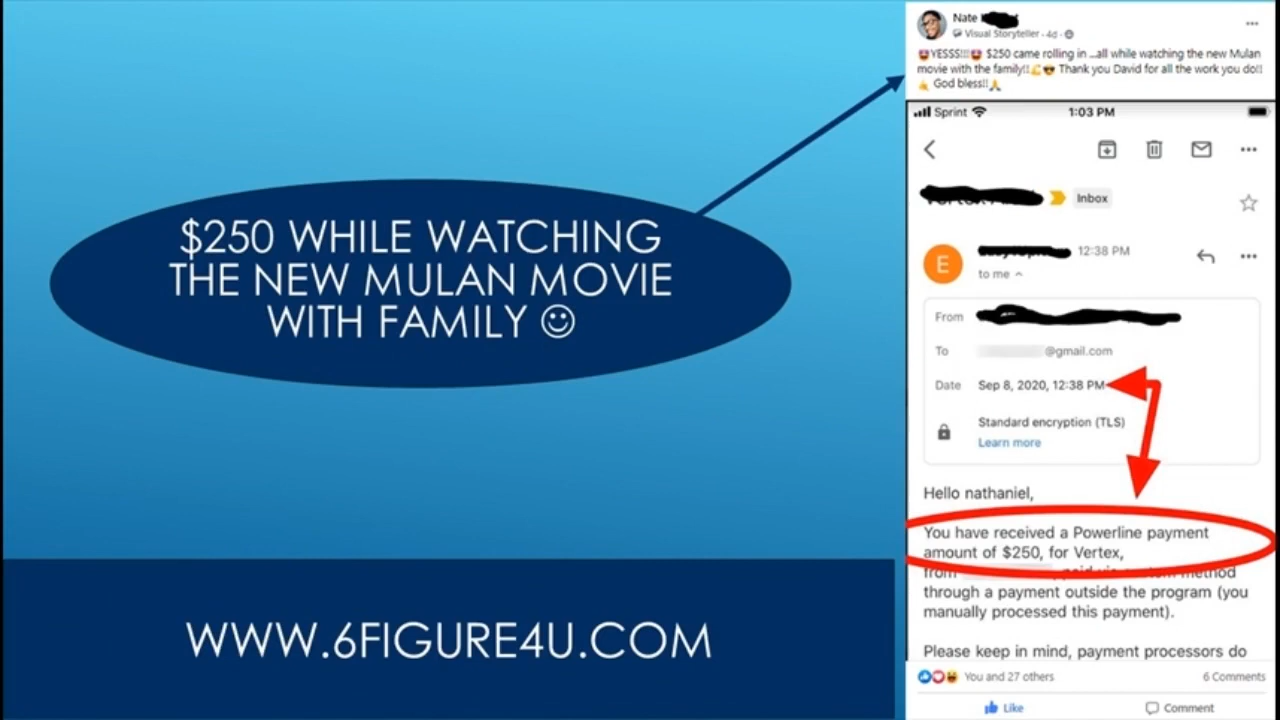 $250 WHILE WATCHING
THE NEW MULAN MOVIE
WITH FAMILY ☺
WWW.6FIGURE4U.COM
Nate
Visual Storyteller · 4d ·
😍YESSS!!!😍 $250 came rolling in ...all while watching the new Mulan
movie with the family!!💪😎 Thank you David for all the work you do!!
🤙 God bless!!🙏
Sprint 1:03 PM
Inbox
E
12:38 PM
to me
From
To @gmail.com
Date Sep 8, 2020, 12:38 PM
Standard encryption (TLS)
Learn more
Hello nathaniel,
You have received a Powerline payment
amount of $250, for Vertex,
from paid via custom method
through a payment outside the program (you
manually processed this payment).
Please keep in mind, payment processors do
You and 27 others 6 Comments
Like Comment